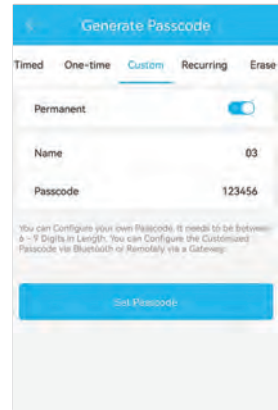 Generate Passcode
Timed One-time Custom Recurring Erase
Permanent
Name 03
Passcode 123456
You can Configure your own Passcode. It needs to be between
6 - 9 Digits in Length. You can Configure the Customized
Passcode via Bluetooth or Remotely via a Gateway.
Set Passcode